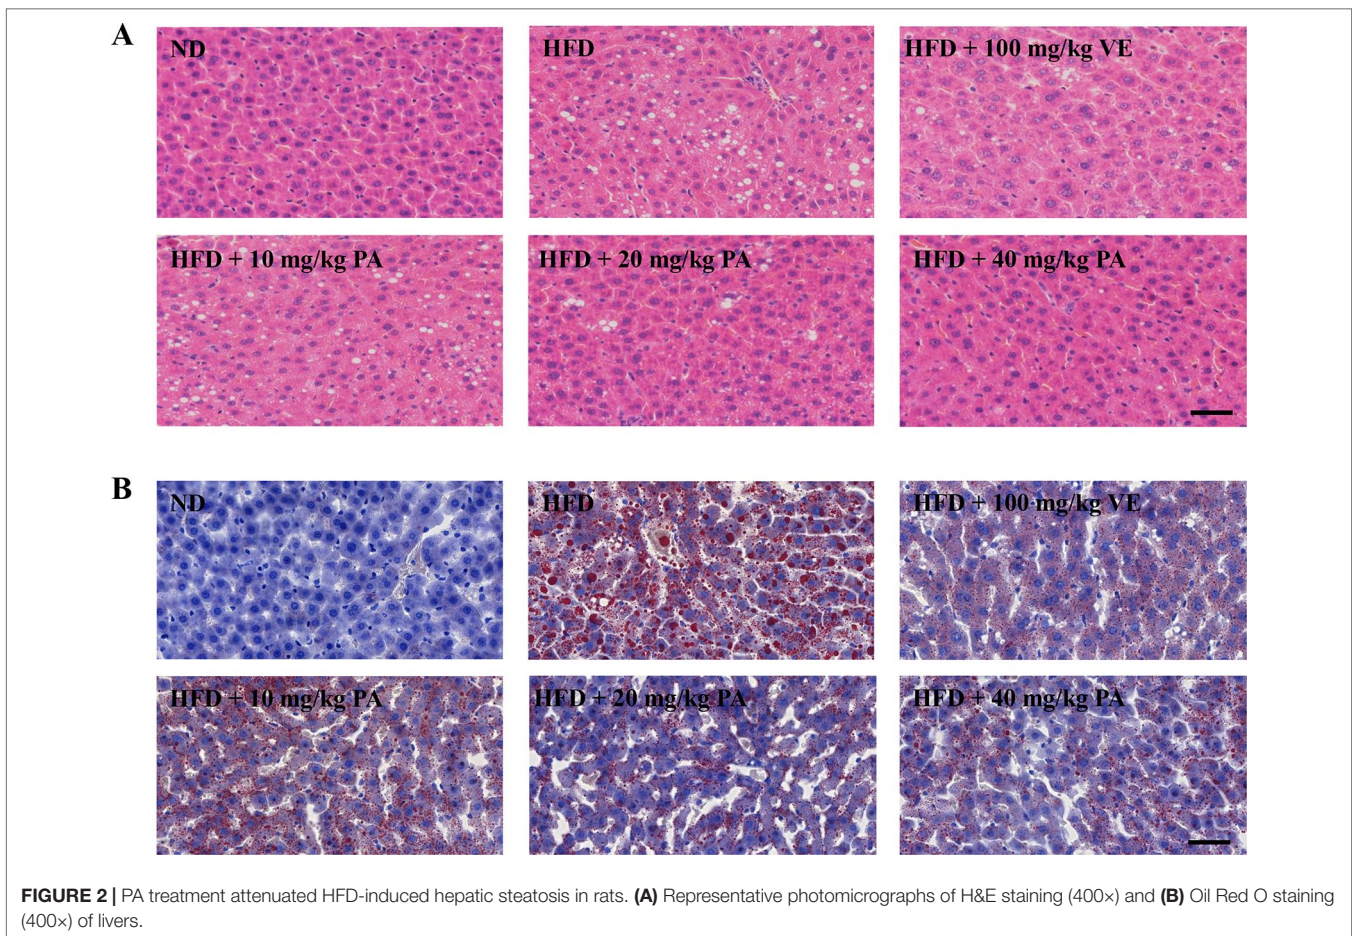 A
ND
HFD
HFD + 100 mg/kg VE
HFD + 10 mg/kg PA
HFD + 20 mg/kg PA
HFD + 40 mg/kg PA
B
ND
HFD
HFD + 100 mg/kg VE
HFD + 10 mg/kg PA
HFD + 20 mg/kg PA
HFD + 40 mg/kg PA
FIGURE 2 | PA treatment attenuated HFD-induced hepatic steatosis in rats. (A) Representative photomicrographs of H&E staining (400×) and (B) Oil Red O staining
(400×) of livers.